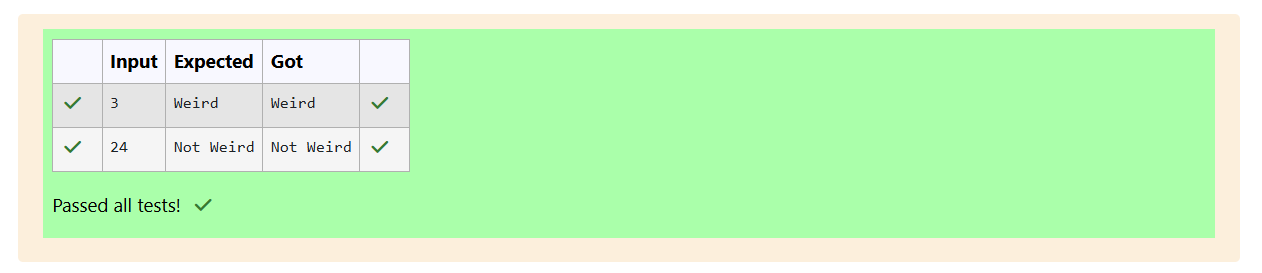 Input Expected Got
3 Weird Weird
24 Not Weird Not Weird
Passed all tests!